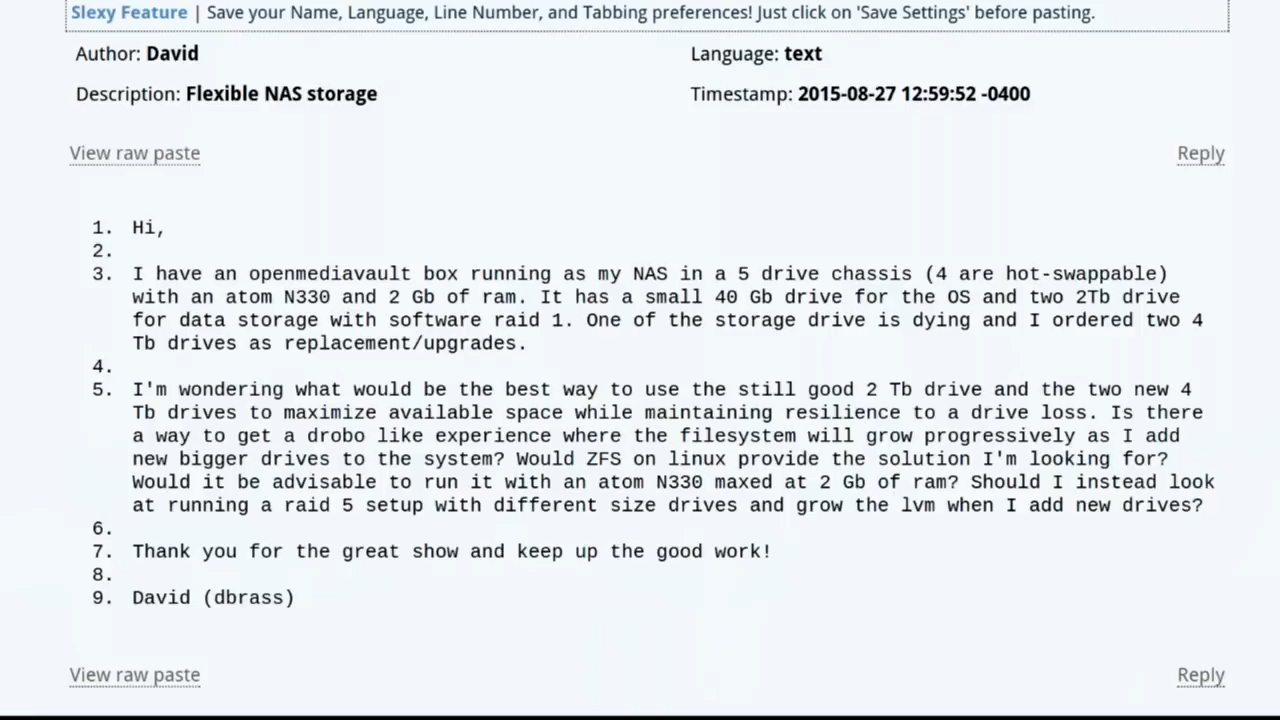 Slexy Feature | Save your Name, Language, Line Number, and Tabbing preferences! Just click on 'Save Settings' before pasting.
Author: David
Language: text
Description: Flexible NAS storage
Timestamp: 2015-08-27 12:59:52 -0400
View raw paste
Reply
1. Hi,
2.
3. I have an openmediavault box running as my NAS in a 5 drive chassis (4 are hot-swappable)
with an atom N330 and 2 Gb of ram. It has a small 40 Gb drive for the OS and two 2Tb drive
for data storage with software raid 1. One of the storage drive is dying and I ordered two 4
Tb drives as replacement/upgrades.
4.
5. I'm wondering what would be the best way to use the still good 2 Tb drive and the two new 4
Tb drives to maximize available space while maintaining resilience to a drive loss. Is there
a way to get a drobo like experience where the filesystem will grow progressively as I add
new bigger drives to the system? Would ZFS on linux provide the solution I'm looking for?
Would it be advisable to run it with an atom N330 maxed at 2 Gb of ram? Should I instead look
at running a raid 5 setup with different size drives and grow the lvm when I add new drives?
6.
7. Thank you for the great show and keep up the good work!
8.
9. David (dbrass)
View raw paste
Reply